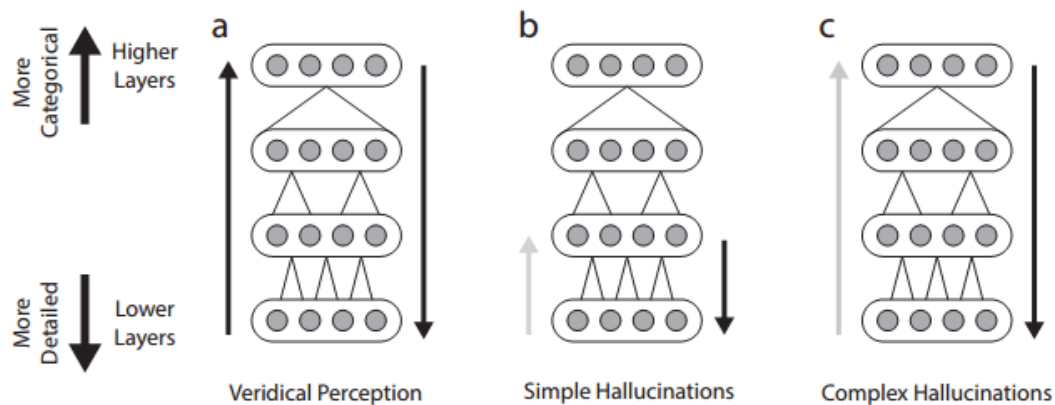 a
b
c
More
Categorical
Higher
Layers
More
Detailed
Lower
Layers
Veridical Perception
Simple Hallucinations
Complex Hallucinations